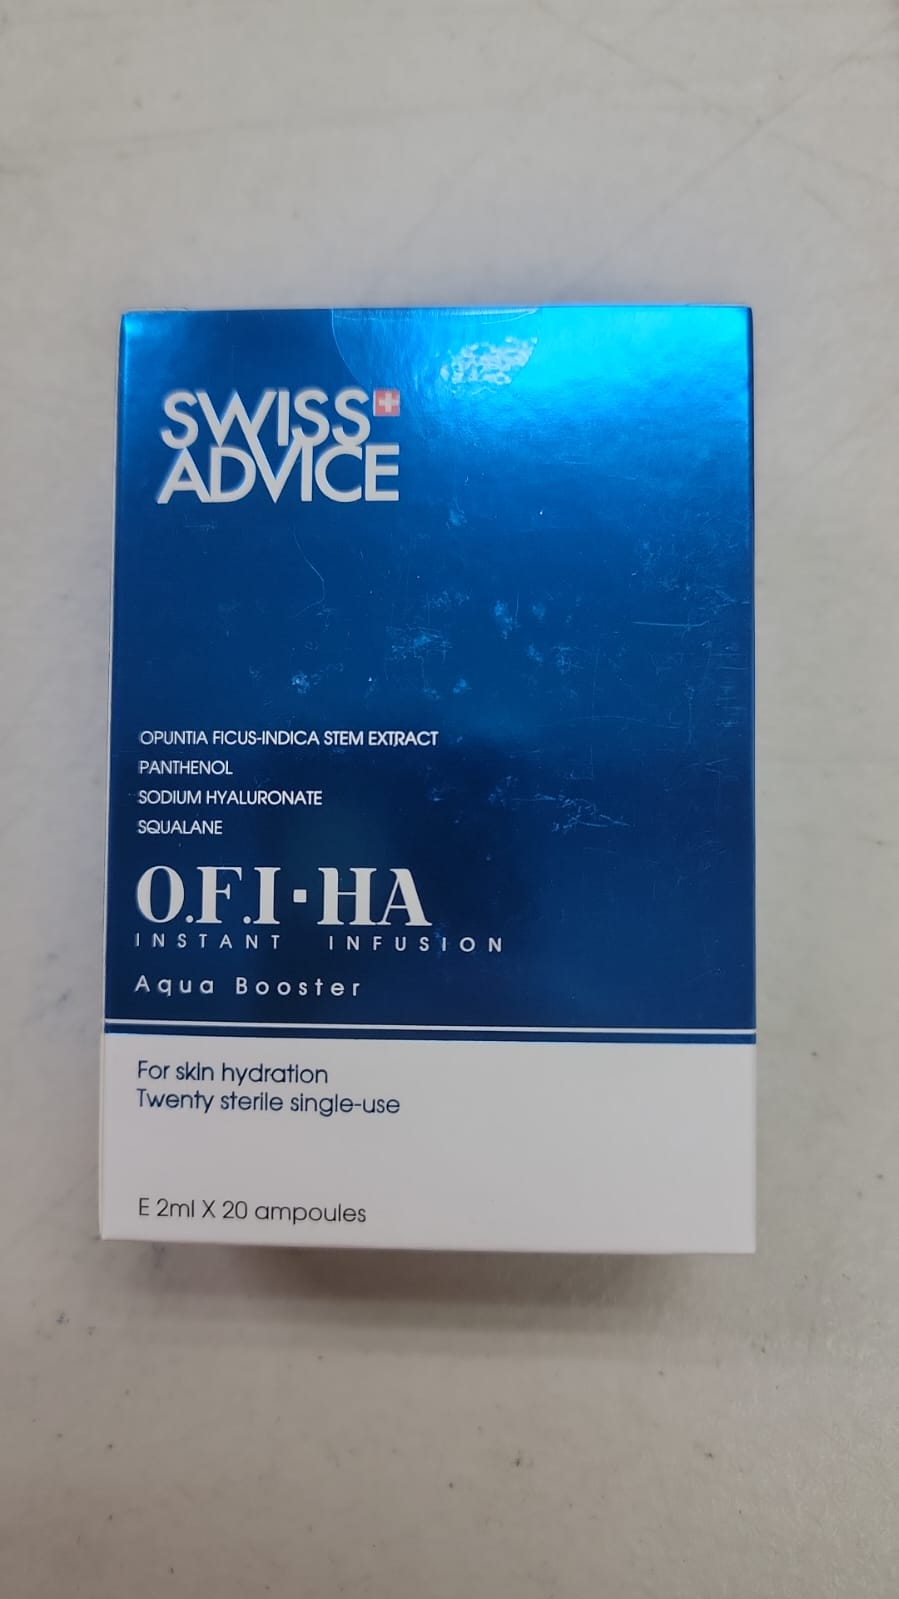 SWISS
ADVICE
OPUNTIA FICUS-INDICA STEM EXTRACT
PANTHENOL
SODIUM HYALURONATE
SQUALANE
O.F.I·HA
INSTANT INFUSION
Aqua Booster
For skin hydration
Twenty sterile single-use
E 2ml X 20 ampoules